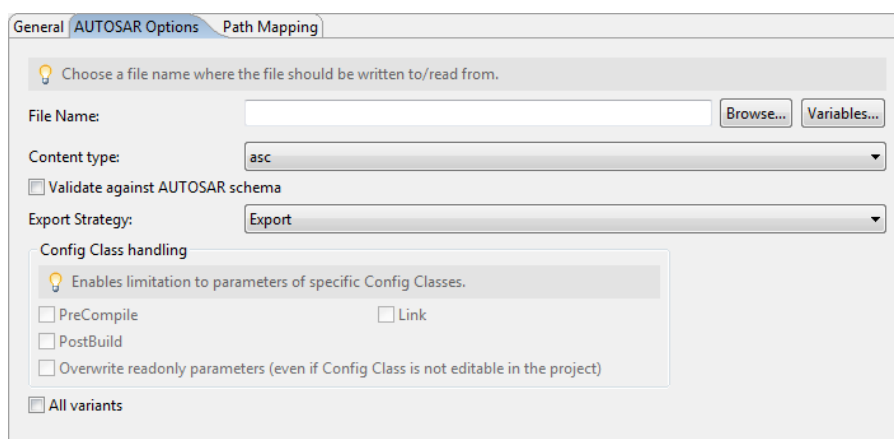 General AUTOSAR Options Path Mapping
Choose a file name where the file should be written to/read from.
File Name: Browse... Variables...
Content type: asc
Validate against AUTOSAR schema
Export Strategy: Export
Config Class handling
Enables limitation to parameters of specific Config Classes.
PreCompile Link
PostBuild
Overwrite readonly parameters (even if Config Class is not editable in the project)
All variants